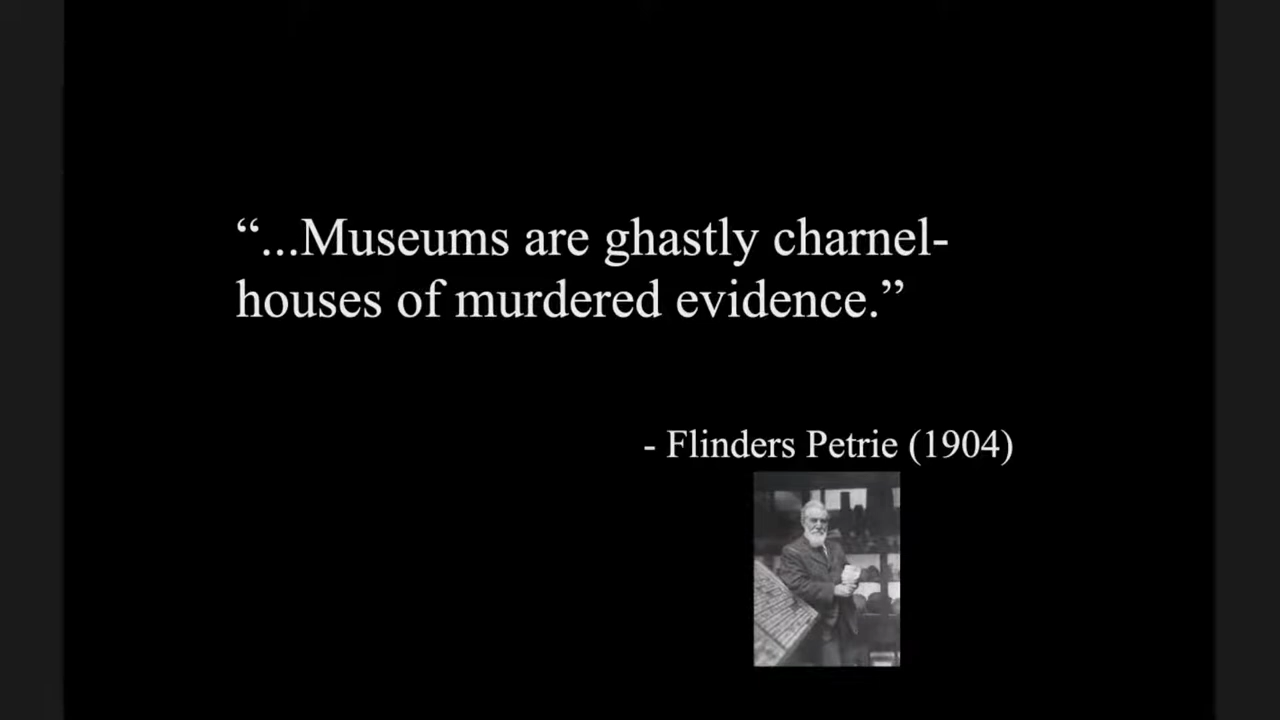 “...Museums are ghastly charnel-
houses of murdered evidence.”
- Flinders Petrie (1904)